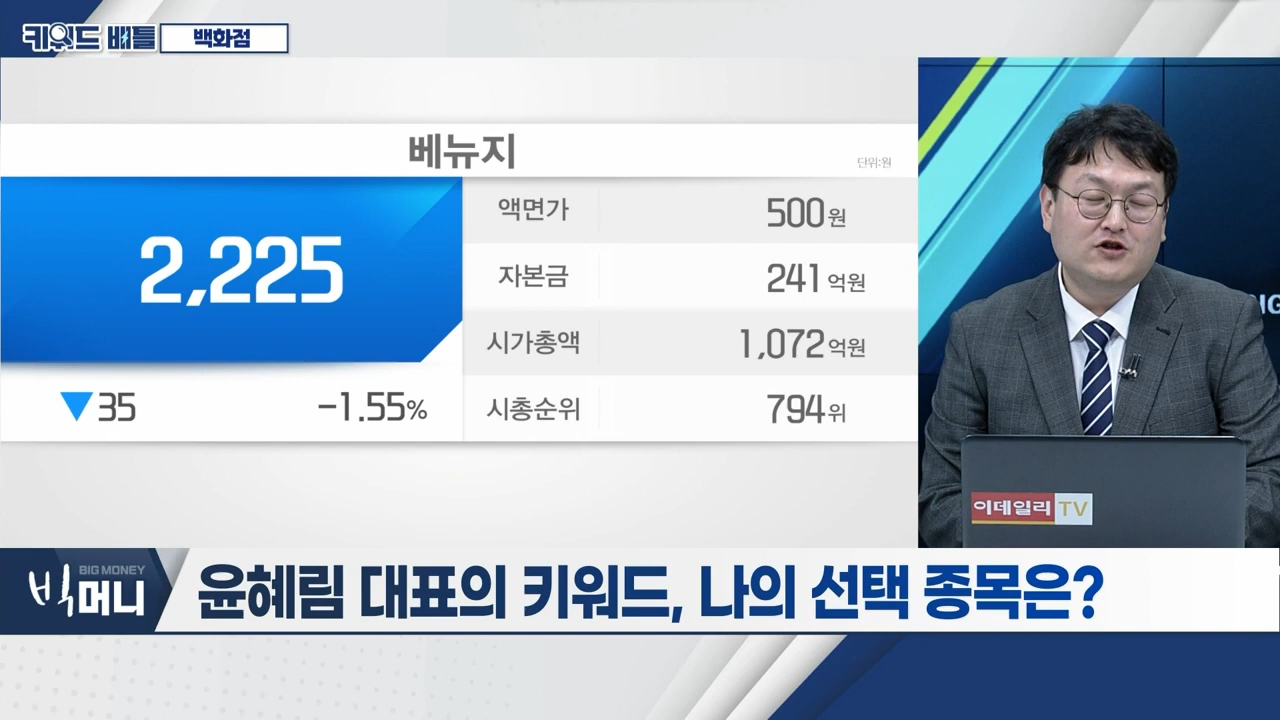 키워드 배틀 백화점
베뉴지
단위:원
2,225
▼35 -1.55%
액면가 500원
자본금 241억원
시가총액 1,072억원
시총순위 794위
이데일리TV
빅머니 BIG MONEY
윤혜림 대표의 키워드, 나의 선택 종목은?